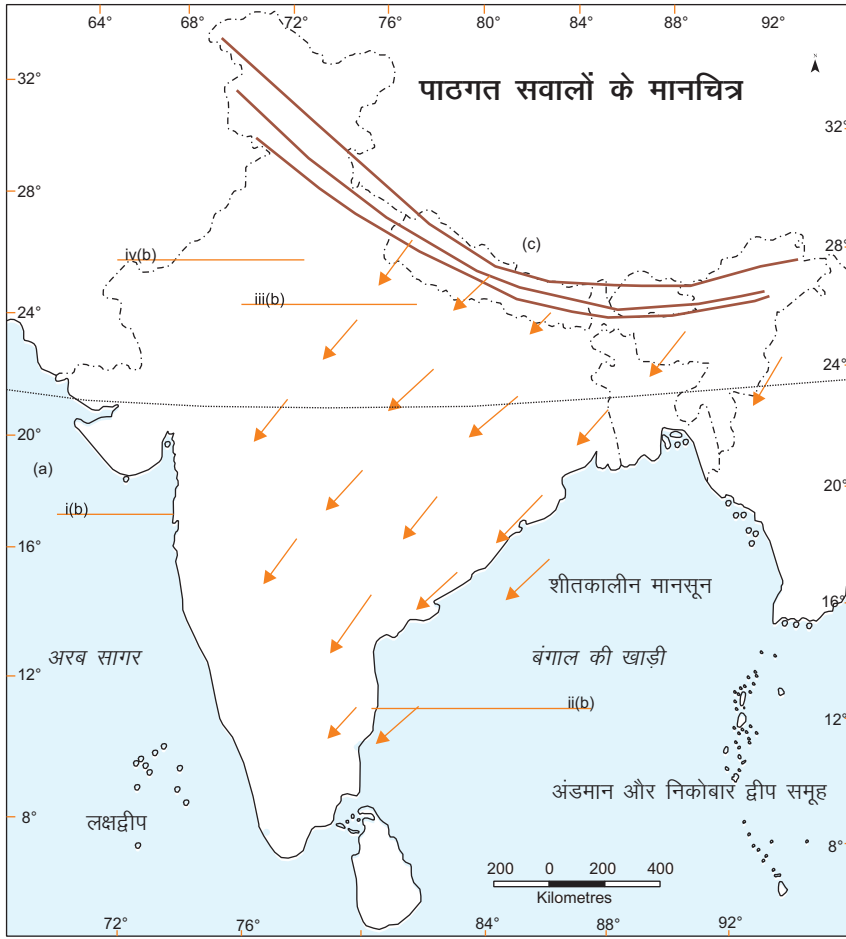 64° 68° 72° 76° 80° 84° 88° 92°
N
पाठगत सवालों के मानचित्र
32° 32°
28° 28°
(c)
iv(b)
iii(b)
24° 24°
20° 20°
(a)
i(b)
16° 16°
शीतकालीन मानसून
अरब सागर बंगाल की खाड़ी
12° 12°
ii(b)
अंडमान और निकोबार द्वीप समूह
लक्षद्वीप
8° 8°
200 0 200 400
Kilometres
72° 76° 84° 88° 92°